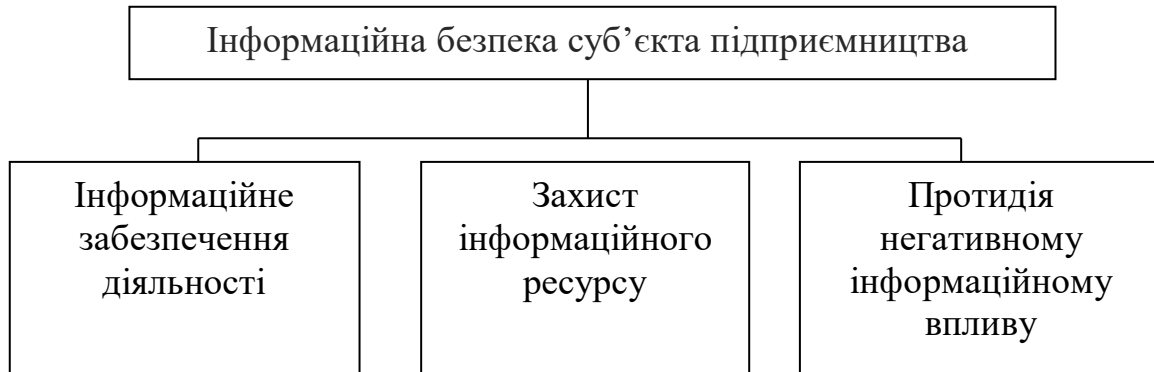 Інформаційна безпека суб’єкта підприємництва
Інформаційне
забезпечення
діяльності
Захист
інформаційного
ресурсу
Протидія
негативному
інформаційному
впливу